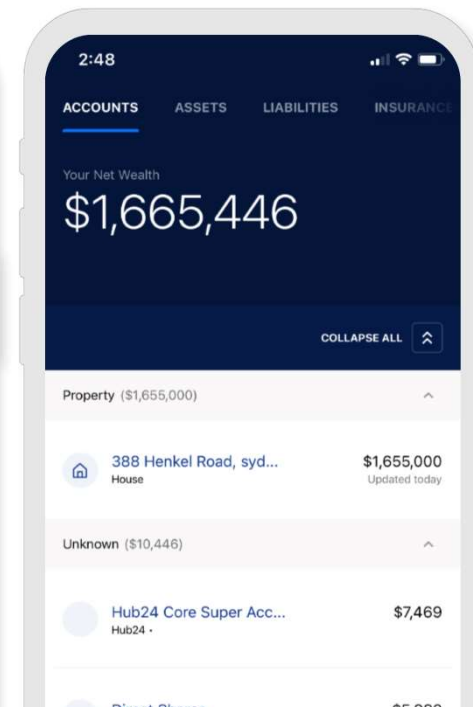 2:48
ACCOUNTS ASSETS LIABILITIES INSURANCE
Your Net Wealth
$1,665,446
COLLAPSE ALL
Property ($1,655,000)
388 Henkel Road, syd... $1,655,000
House Updated today
Unknown ($10,446)
Hub24 Core Super Acc... $7,469
Hub24 -